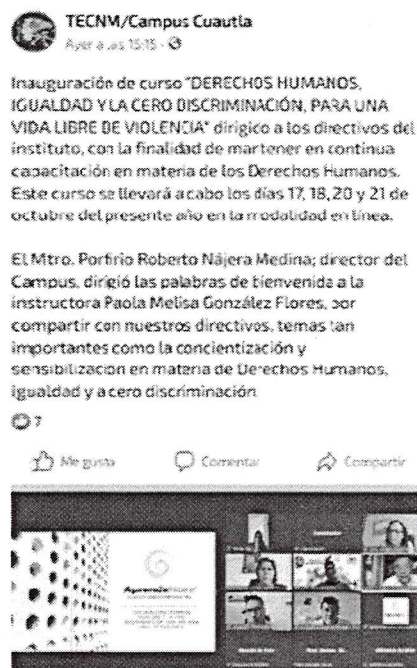 TECNM/Campus Cuautla
Ayer a las 15:15 ·
Inauguración de curso "DERECHOS HUMANOS,
IGUALDAD Y LA CERO DISCRIMINACIÓN, PARA UNA
VIDA LIBRE DE VIOLENCIA" dirigico a los directivos del
instituto, con la finalidad de mantener en continua
capacitación en materia de los Derechos Humanos.
Este curso se llevará a cabo los días 17, 18, 20 y 21 de
octubre del presente año en la modalidad en línea.
El Mtro. Porfirio Roberto Nájera Medina; director del
Campus, dirigió las palabras de bienvenida a la
instructora Paola Melisa González Flores, por
compartir con nuestros directivos, temas tan
importantes como la concientización y
sensibilización en materia de Derechos Humanos,
igualdad y a cero discriminación
7
Me gusta
Comentar
Compartir